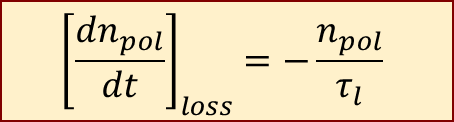 [dn_pol/dt]_loss = − n_pol/τ_l